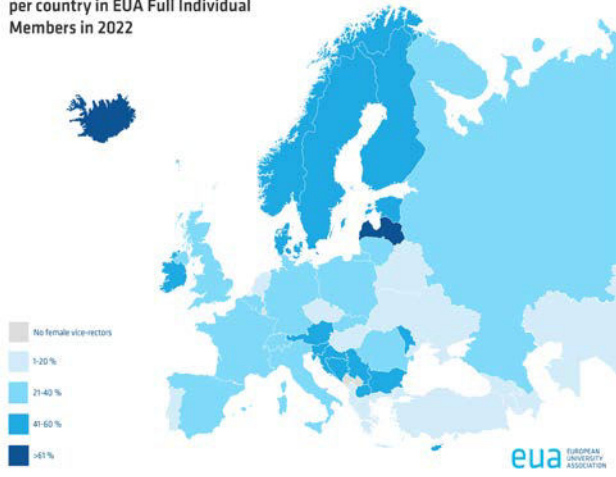 per country in EUA Full Individual
Members in 2022
No female vice-rectors
1-20 %
21-40 %
41-60 %
>61 %
eua EUROPEAN
UNIVERSITY
ASSOCIATION